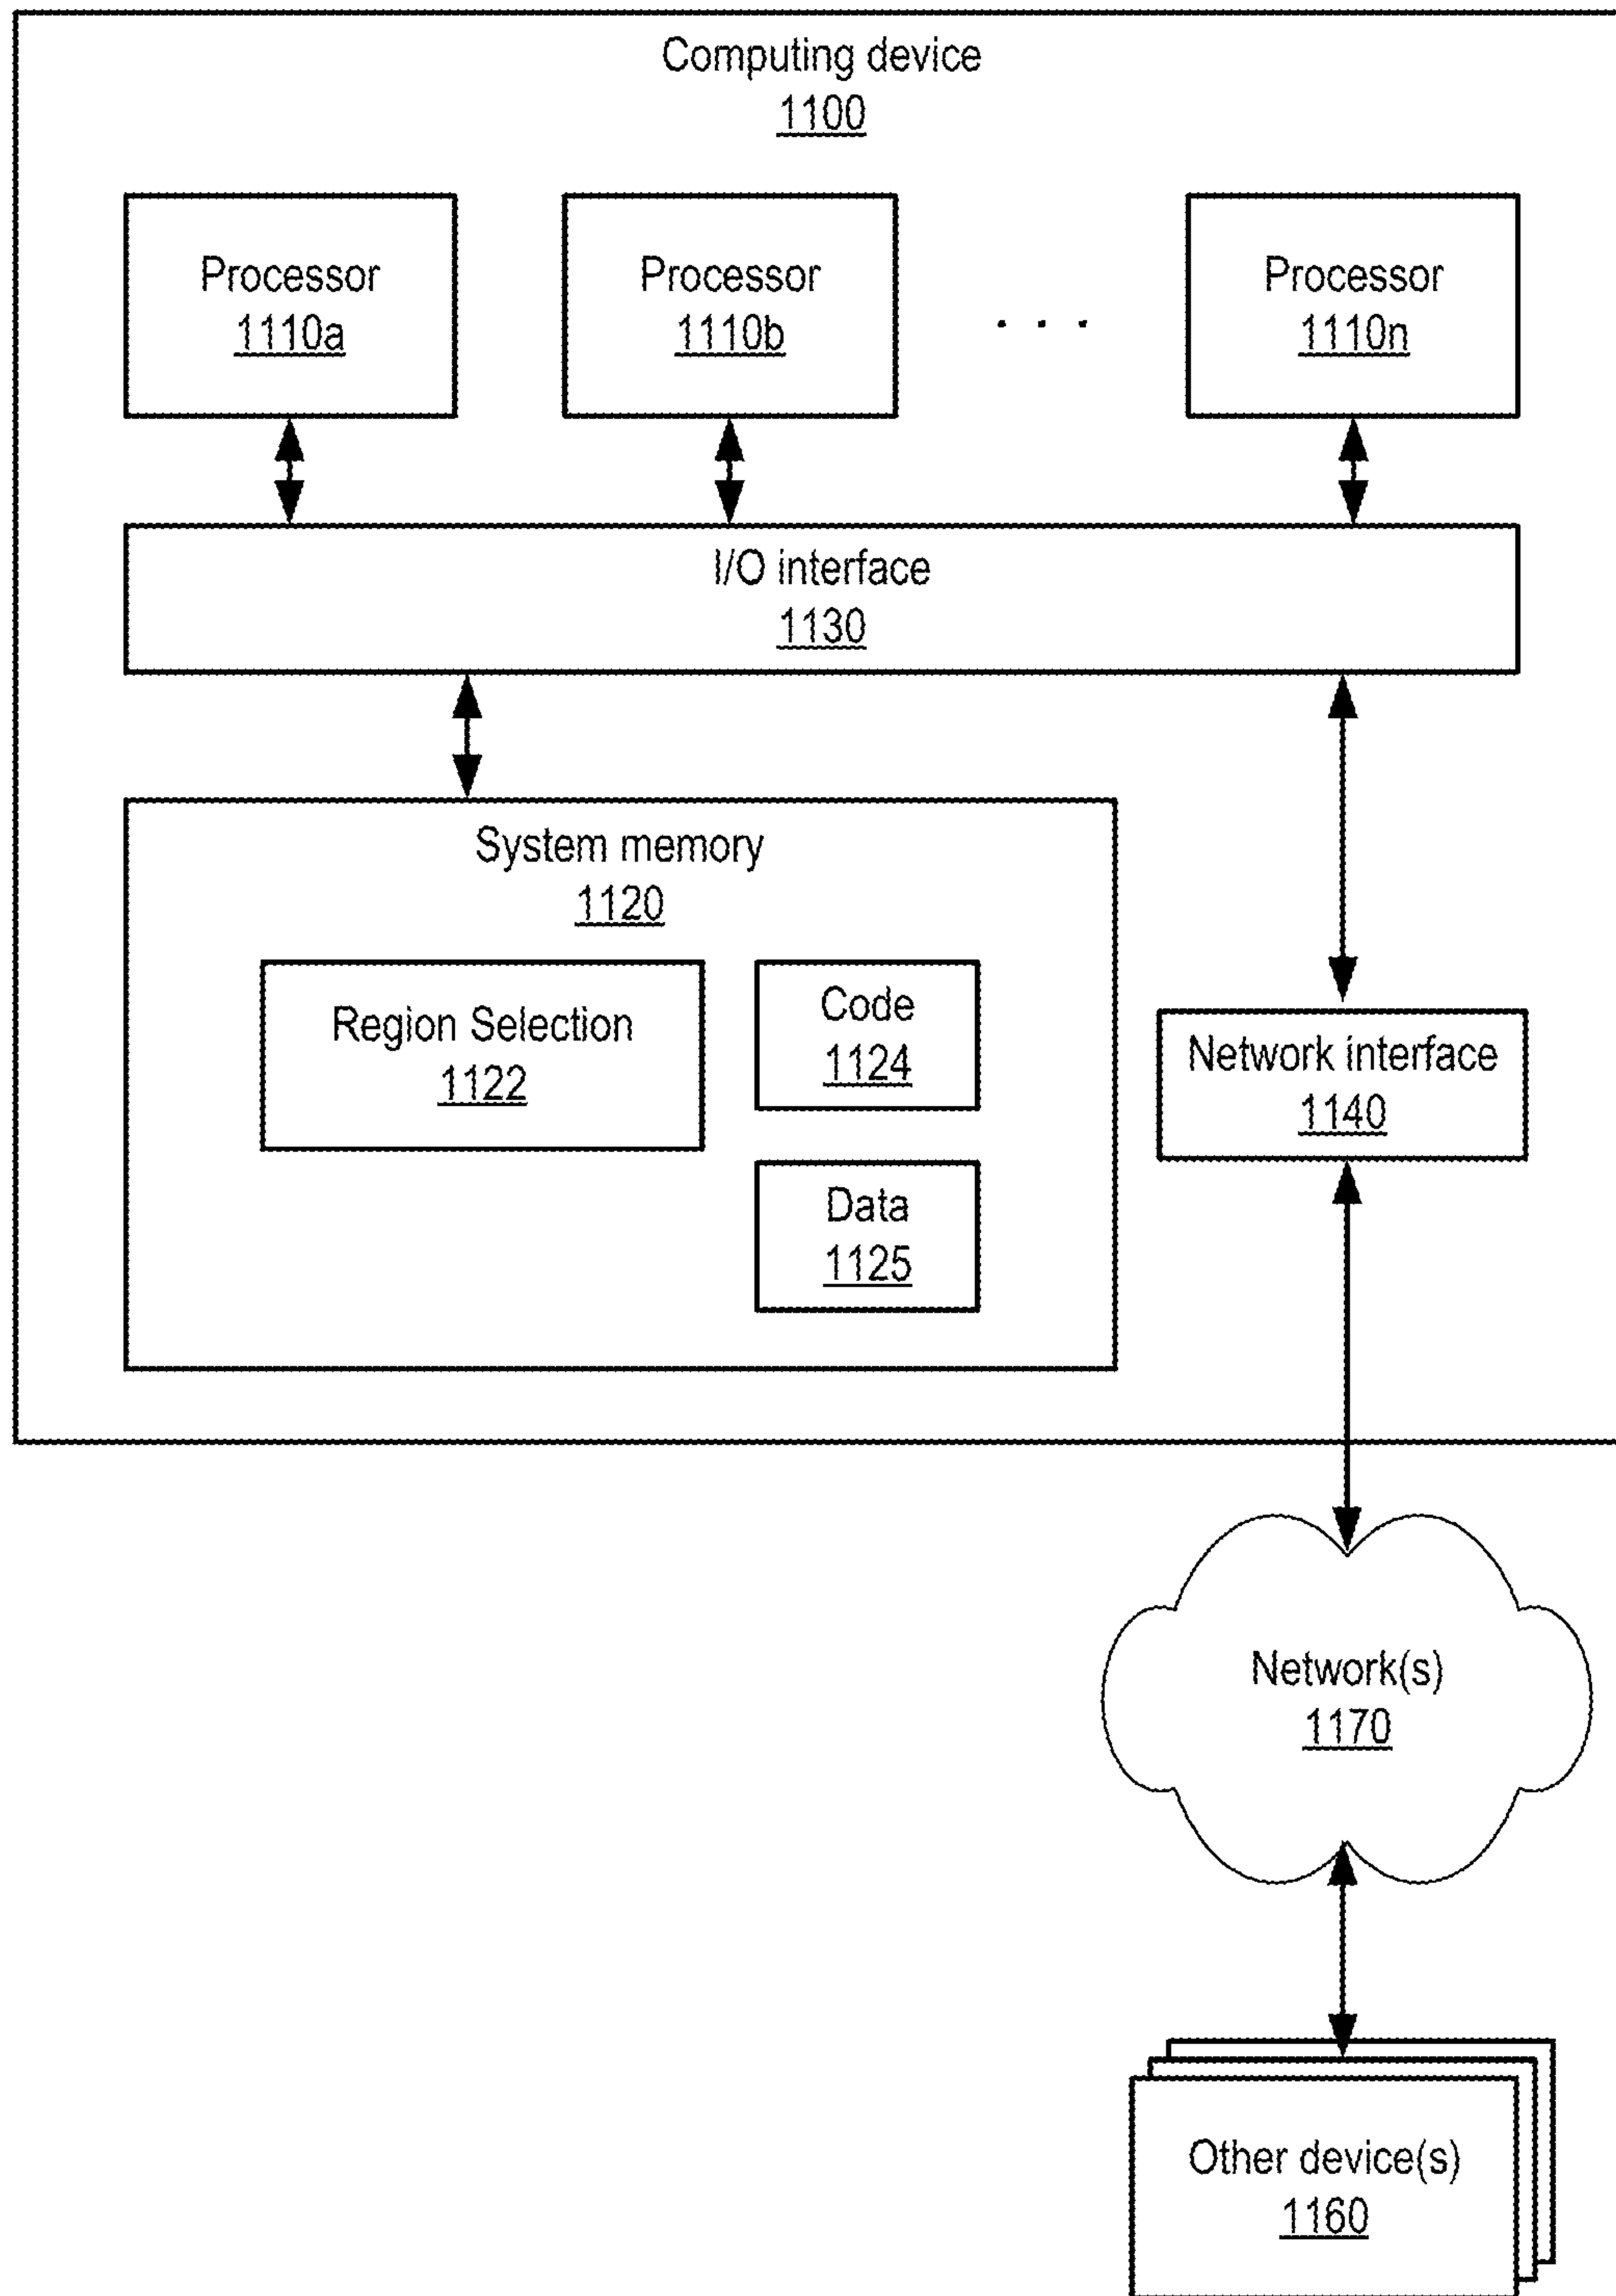 Computing device
1100
Processor
1110a
Processor
1110b
. . .
Processor
1110n
I/O interface
1130
System memory
1120
Region Selection
1122
Code
1124
Data
1125
Network interface
1140
Network(s)
1170
Other device(s)
1160